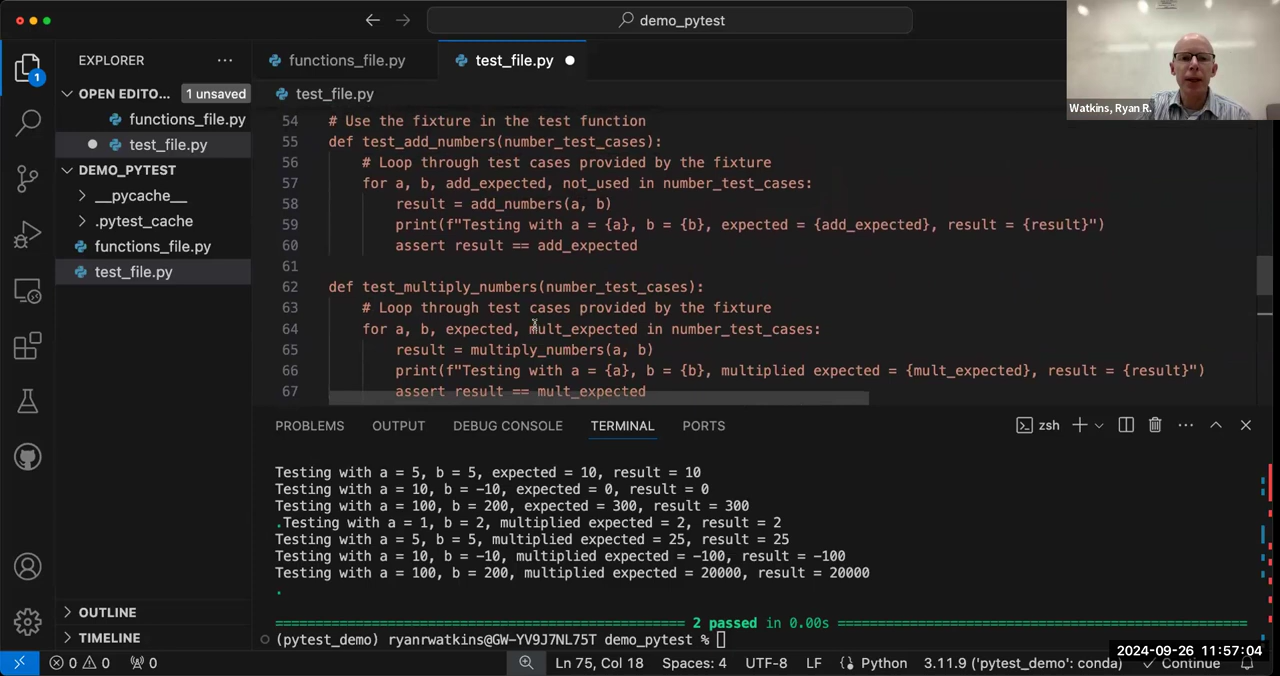 demo_pytest
EXPLORER
functions_file.py
test_file.py
OPEN EDITO...
1 unsaved
test_file.py
functions_file.py
test_file.py
DEMO_PYTEST
__pycache__
.pytest_cache
functions_file.py
test_file.py
OUTLINE
TIMELINE
1
Watkins, Ryan R.
54 # Use the fixture in the test function
55 def test_add_numbers(number_test_cases):
56 # Loop through test cases provided by the fixture
57 for a, b, add_expected, not_used in number_test_cases:
58 result = add_numbers(a, b)
59 print(f"Testing with a = {a}, b = {b}, expected = {add_expected}, result = {result}")
60 assert result == add_expected
61
62 def test_multiply_numbers(number_test_cases):
63 # Loop through test cases provided by the fixture
64 for a, b, expected, mult_expected in number_test_cases:
65 result = multiply_numbers(a, b)
66 print(f"Testing with a = {a}, b = {b}, multiplied expected = {mult_expected}, result = {result}")
67 assert result == mult_expected
PROBLEMS OUTPUT DEBUG CONSOLE TERMINAL PORTS
zsh
Testing with a = 5, b = 5, expected = 10, result = 10
Testing with a = 10, b = -10, expected = 0, result = 0
Testing with a = 100, b = 200, expected = 300, result = 300
.Testing with a = 1, b = 2, multiplied expected = 2, result = 2
Testing with a = 5, b = 5, multiplied expected = 25, result = 25
Testing with a = 10, b = -10, multiplied expected = -100, result = -100
Testing with a = 100, b = 200, multiplied expected = 20000, result = 20000
.
================ 2 passed in 0.00s ================
(pytest_demo) ryanrwatkins@GW-YV9J7NL75T demo_pytest %
0 0 0
Ln 75, Col 18 Spaces: 4 UTF-8 LF Python 3.11.9 ('pytest_demo': conda) Continue
2024-09-26 11:57:04